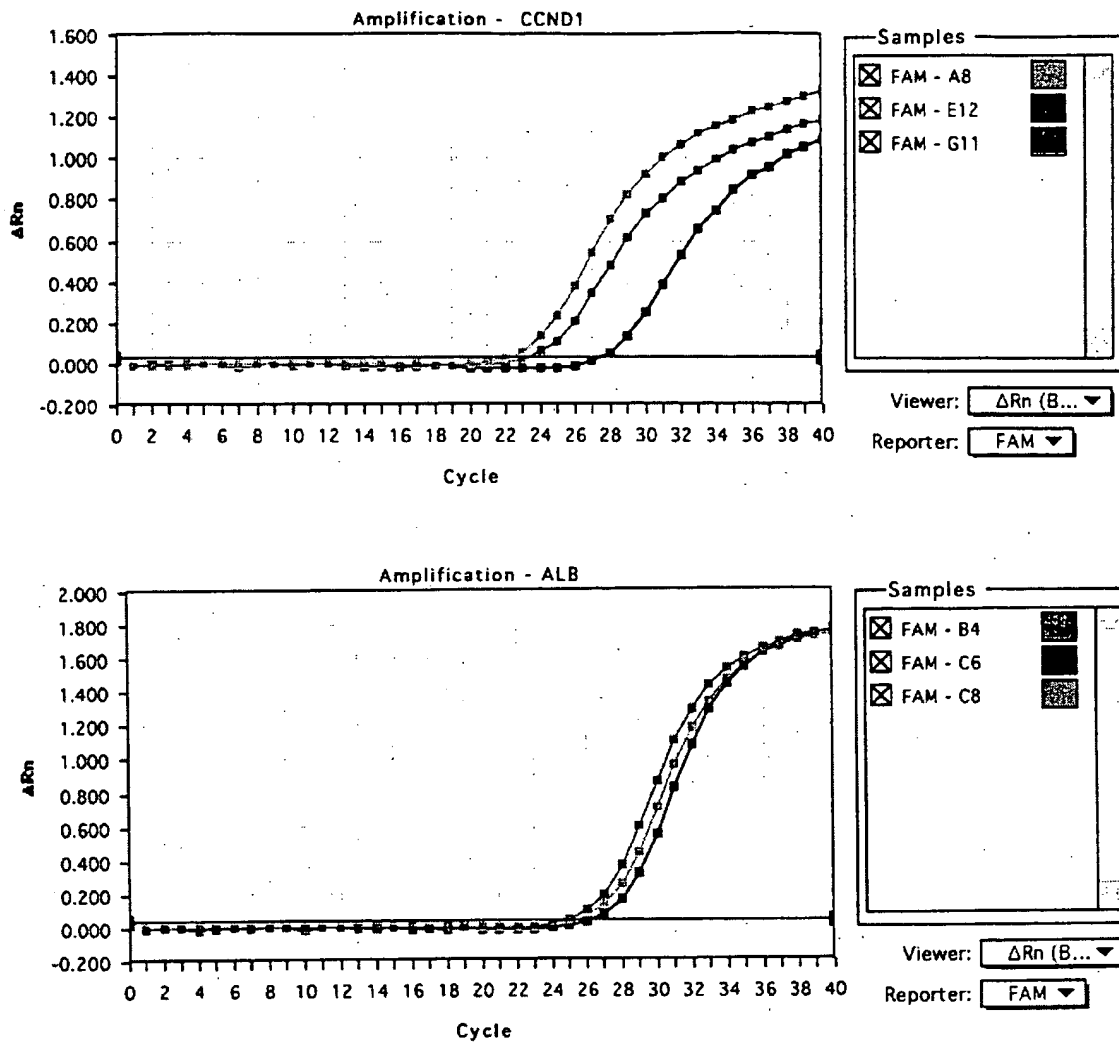 Amplification - CCND1
1.600
1.400
1.200
1.000
0.800
0.600
0.400
0.200
0.000
-0.200
ΔRn
0 2 4 6 8 10 12 14 16 18 20 22 24 26 28 30 32 34 36 38 40
Cycle
Samples
FAM - A8
FAM - E12
FAM - G11
Viewer: ΔRn (B...
Reporter: FAM
Amplification - ALB
2.000
1.800
1.600
1.400
1.200
1.000
0.800
0.600
0.400
0.200
0.000
-0.200
ΔRn
0 2 4 6 8 10 12 14 16 18 20 22 24 26 28 30 32 34 36 38 40
Cycle
Samples
FAM - B4
FAM - C6
FAM - C8
Viewer: ΔRn (B...
Reporter: FAM